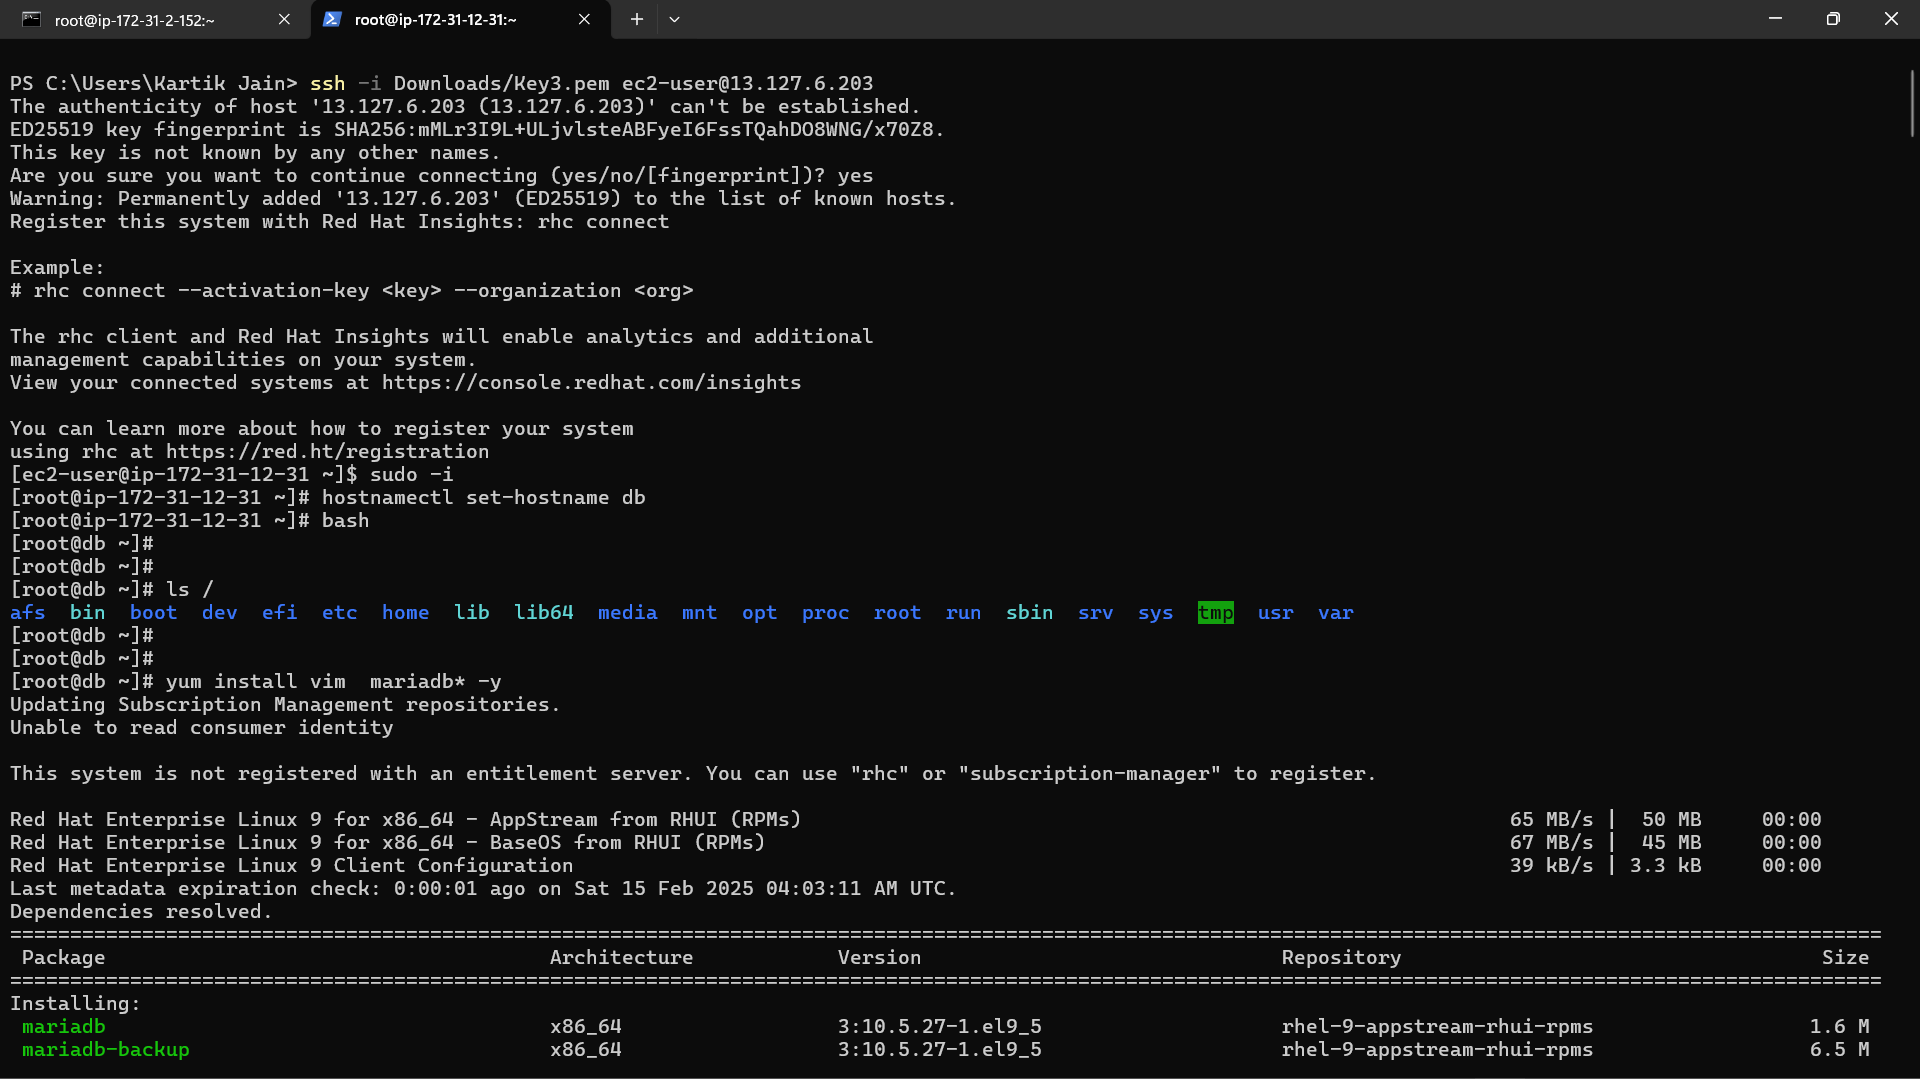 root@ip-172-31-2-152:~
root@ip-172-31-12-31:~
PS C:\Users\Kartik Jain> ssh -i Downloads/Key3.pem ec2-user@13.127.6.203
The authenticity of host '13.127.6.203 (13.127.6.203)' can't be established.
ED25519 key fingerprint is SHA256:mMLr3I9L+ULjvlsteABFyeI6FssTQahDO8WNG/x70Z8.
This key is not known by any other names.
Are you sure you want to continue connecting (yes/no/[fingerprint])? yes
Warning: Permanently added '13.127.6.203' (ED25519) to the list of known hosts.
Register this system with Red Hat Insights: rhc connect
Example:
# rhc connect --activation-key <key> --organization <org>
The rhc client and Red Hat Insights will enable analytics and additional
management capabilities on your system.
View your connected systems at https://console.redhat.com/insights
You can learn more about how to register your system
using rhc at https://red.ht/registration
[ec2-user@ip-172-31-12-31 ~]$ sudo -i
[root@ip-172-31-12-31 ~]# hostnamectl set-hostname db
[root@ip-172-31-12-31 ~]# bash
[root@db ~]#
[root@db ~]#
[root@db ~]# ls /
afs  bin  boot  dev  efi  etc  home  lib  lib64  media  mnt  opt  proc  root  run  sbin  srv  sys  tmp  usr  var
[root@db ~]#
[root@db ~]#
[root@db ~]# yum install vim  mariadb* -y
Updating Subscription Management repositories.
Unable to read consumer identity
This system is not registered with an entitlement server. You can use "rhc" or "subscription-manager" to register.
Red Hat Enterprise Linux 9 for x86_64 - AppStream from RHUI (RPMs)    65 MB/s |  50 MB     00:00
Red Hat Enterprise Linux 9 for x86_64 - BaseOS from RHUI (RPMs)    67 MB/s |  45 MB     00:00
Red Hat Enterprise Linux 9 Client Configuration    39 kB/s | 3.3 kB     00:00
Last metadata expiration check: 0:00:01 ago on Sat 15 Feb 2025 04:03:11 AM UTC.
Dependencies resolved.
Package    Architecture    Version    Repository    Size
Installing:
mariadb    x86_64    3:10.5.27-1.el9_5    rhel-9-appstream-rhui-rpms    1.6 M
mariadb-backup    x86_64    3:10.5.27-1.el9_5    rhel-9-appstream-rhui-rpms    6.5 M